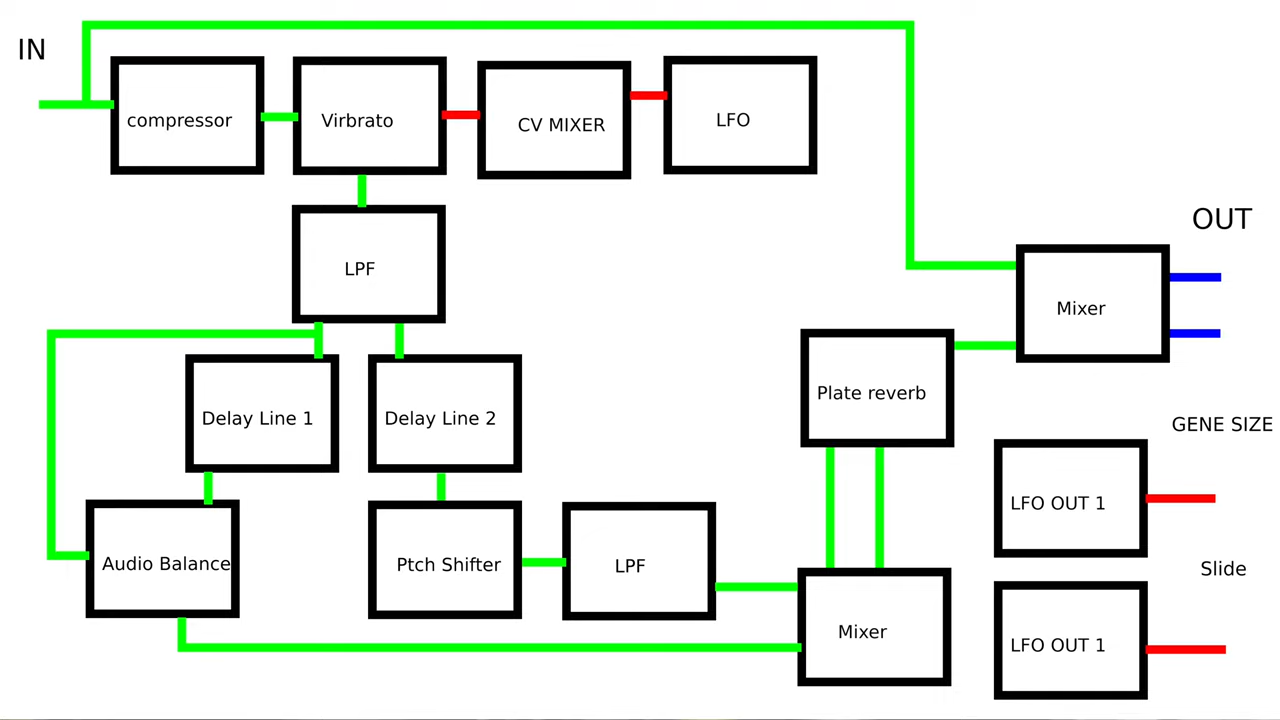 IN
compressor
Virbrato
CV MIXER
LFO
OUT
LPF
Mixer
Plate reverb
Delay Line 1
Delay Line 2
GENE SIZE
LFO OUT 1
Audio Balance
Ptch Shifter
LPF
Slide
Mixer
LFO OUT 1